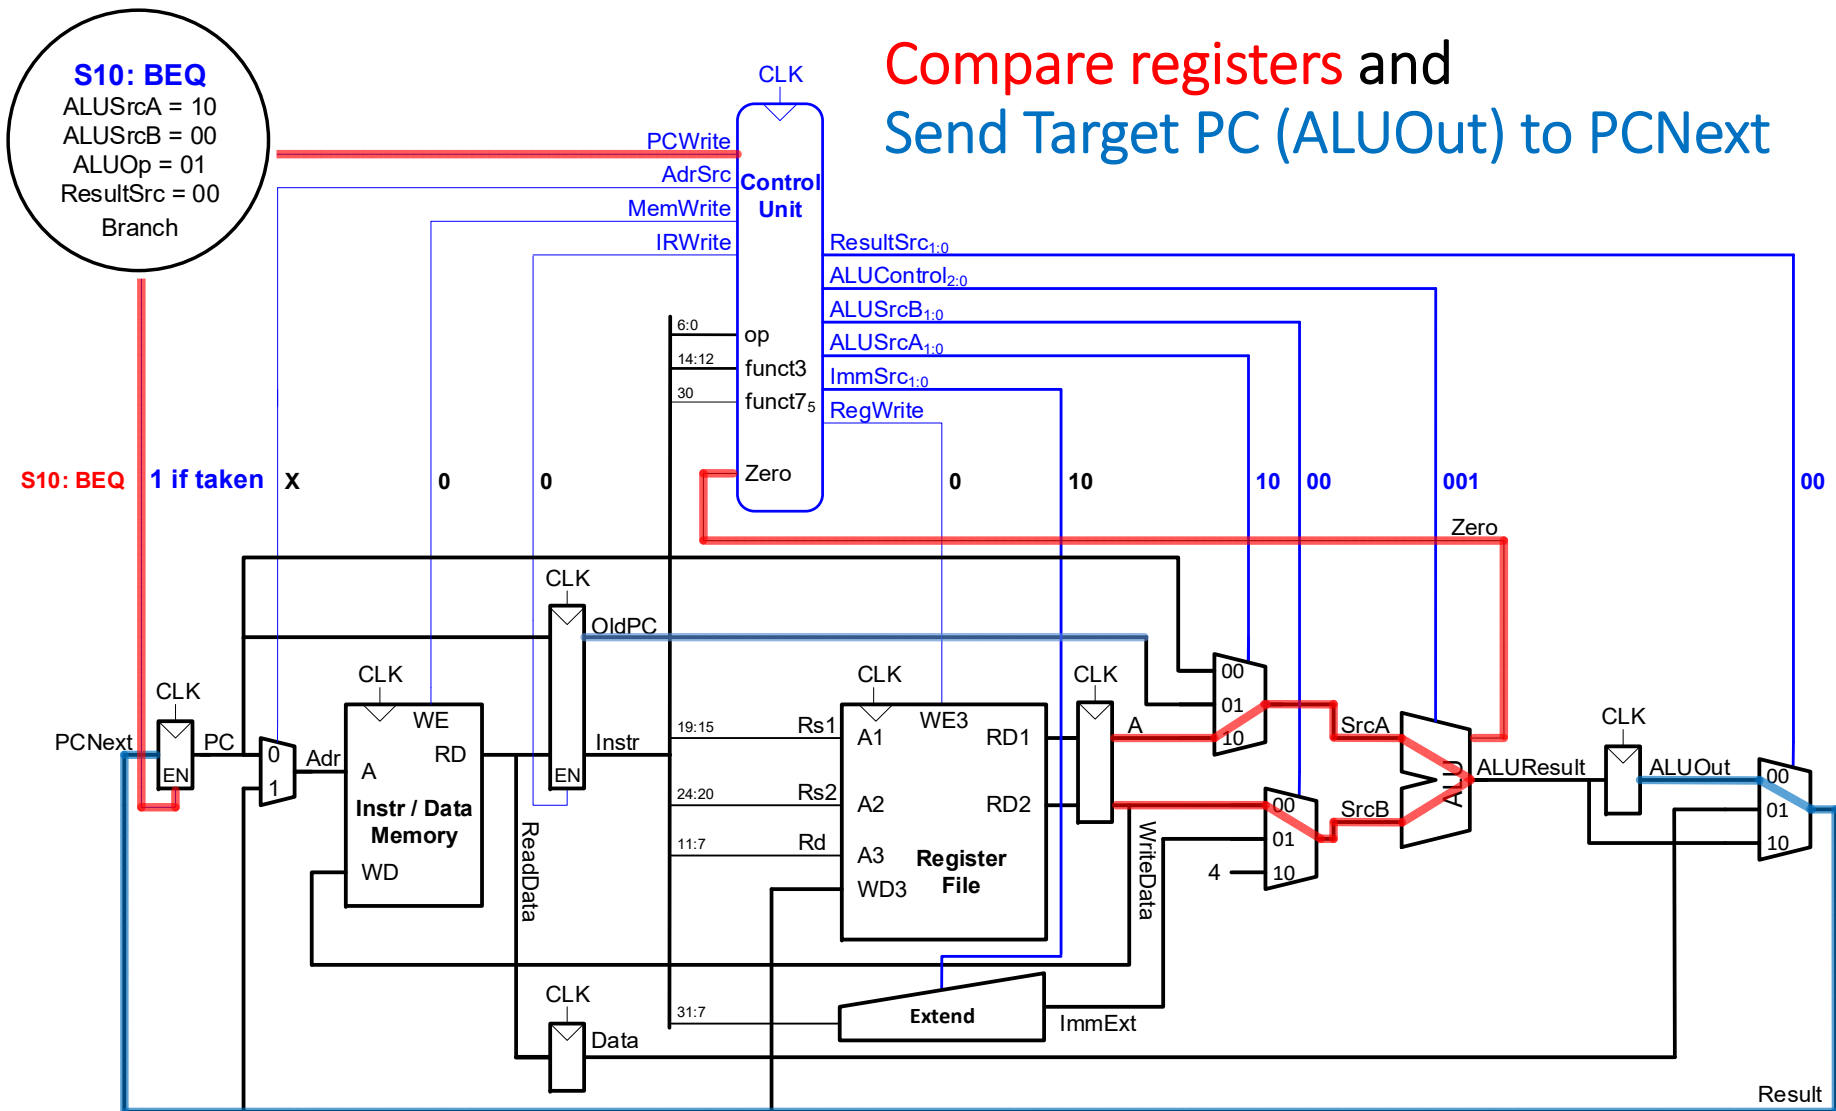 Compare registers and
Send Target PC (ALUOut) to PCNext
S10: BEQ
ALUSrcA = 10
ALUSrcB = 00
ALUOp = 01
ResultSrc = 00
Branch
CLK
PCWrite
AdrSrc
MemWrite
IRWrite
Control
Unit
ResultSrc1:0
ALUControl2:0
ALUSrcB1:0
ALUSrcA1:0
ImmSrc1:0
RegWrite
6:0
op
14:12
funct3
30
funct75
Zero
S10: BEQ
1 if taken
X
0
0
0
10
10
00
001
00
Zero
CLK
OldPC
CLK
PCNext
EN
PC
0
1
Adr
CLK
WE
RD
A
Instr / Data
Memory
WD
EN
Instr
ReadData
19:15
Rs1
24:20
Rs2
11:7
Rd
CLK
WE3
A1
RD1
A2
RD2
A3
Register
File
WD3
CLK
A
WriteData
00
01
10
SrcA
00
01
10
4
SrcB
ALU
ALUResult
CLK
ALUOut
00
01
10
31:7
Extend
ImmExt
CLK
Data
Result